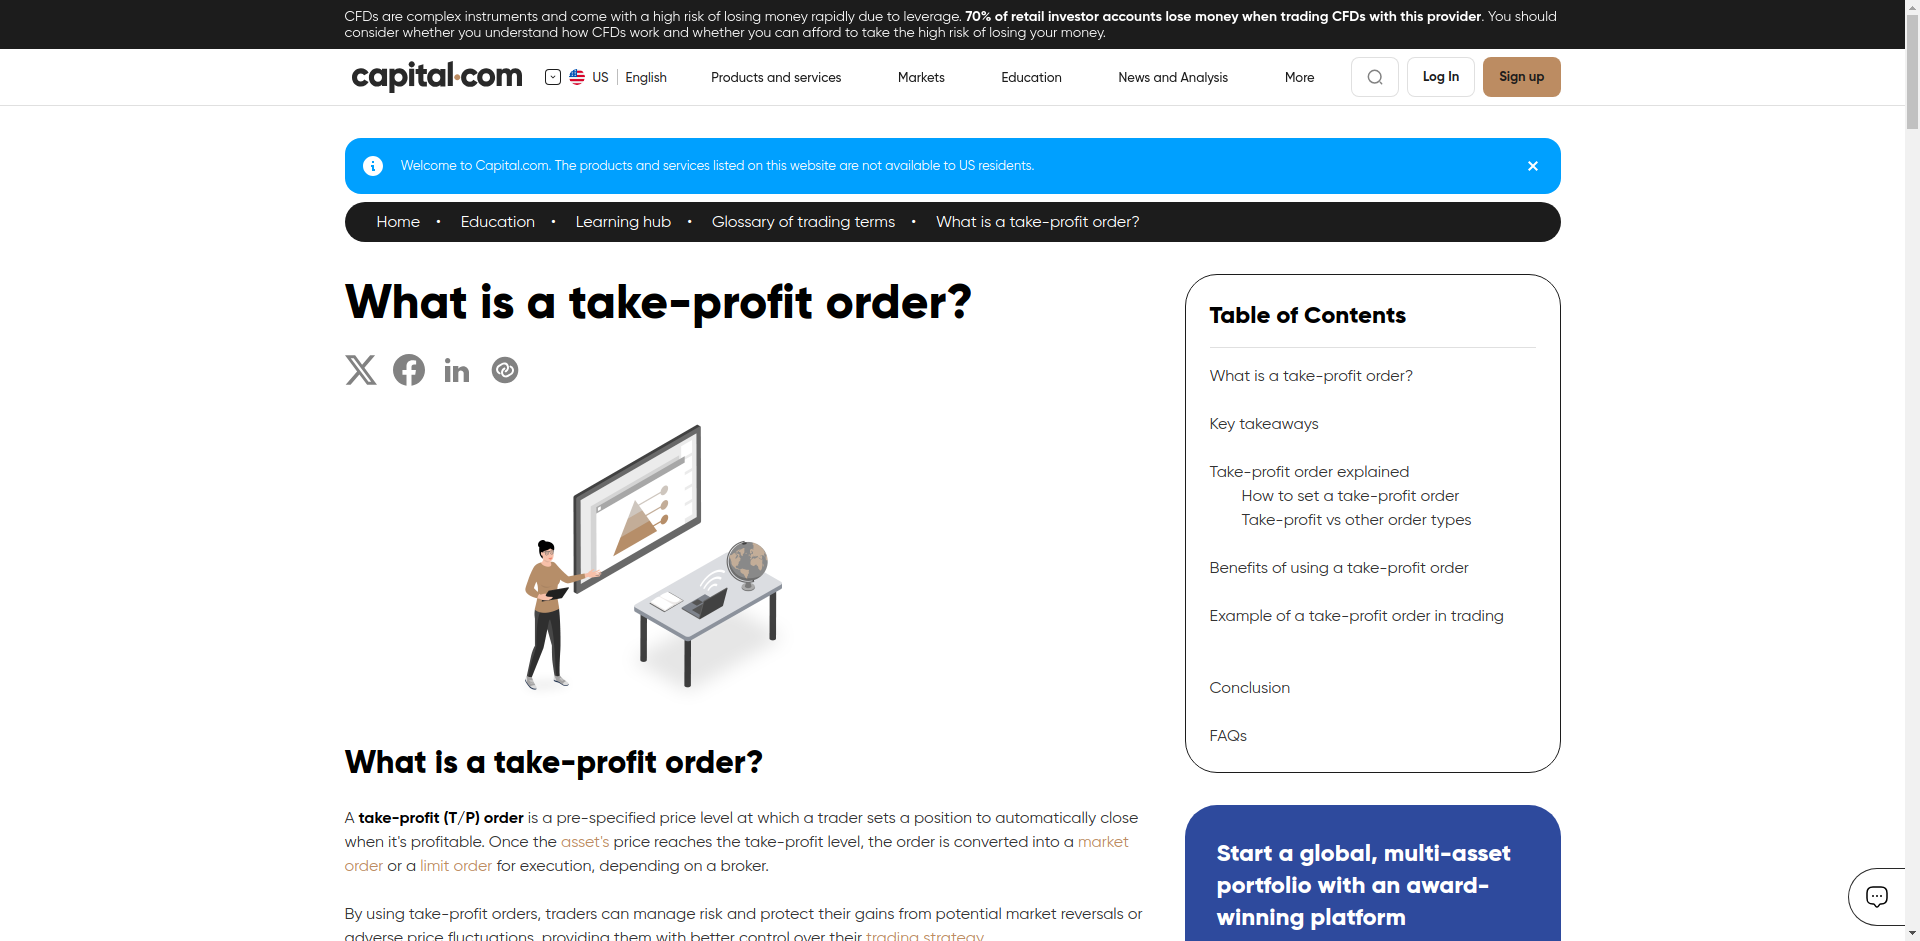 CFDs are complex instruments and come with a high risk of losing money rapidly due to leverage. 70% of retail investor accounts lose money when trading CFDs with this provider. You should
consider whether you understand how CFDs work and whether you can afford to take the high risk of losing your money.
capital.com US English Products and services Markets Education News and Analysis More Log In Sign up
Welcome to Capital.com. The products and services listed on this website are not available to US residents.
Home • Education • Learning hub • Glossary of trading terms • What is a take-profit order?
What is a take-profit order?
What is a take-profit order?
A take-profit (T/P) order is a pre-specified price level at which a trader sets a position to automatically close
when it's profitable. Once the asset's price reaches the take-profit level, the order is converted into a market
order or a limit order for execution, depending on a broker.
By using take-profit orders, traders can manage risk and protect their gains from potential market reversals or
adverse price fluctuations, providing them with better control over their trading strategy.
Table of Contents
What is a take-profit order?
Key takeaways
Take-profit order explained
How to set a take-profit order
Take-profit vs other order types
Benefits of using a take-profit order
Example of a take-profit order in trading
Conclusion
FAQs
Start a global, multi-asset
portfolio with an award-
winning platform